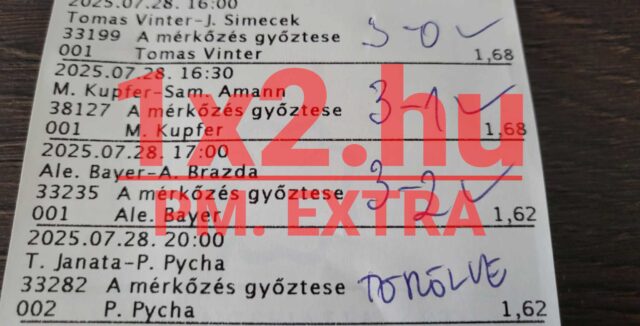 2025.07.28. 16:00
Tomas Vinter-J. Simecek
33199 A mérkőzés győztese 3-0 ✓
001 Tomas Vinter 1,68
2025.07.28. 16:30
M. Kupfer-Sam. Amann
38127 A mérkőzés győztese 3-1 ✓
001 M. Kupfer 1,68
1x2.hu
2025.07.28. 17:00
Ale. Bayer-A. Brazda
33235 A mérkőzés győztese 3-2 ✓
001 Ale. Bayer 1,62
PM. EXTRA
2025.07.28. 20:00
T. Janata-P. Pycha
33282 A mérkőzés győztese TÖRÖLVE
002 P. Pycha 1,62